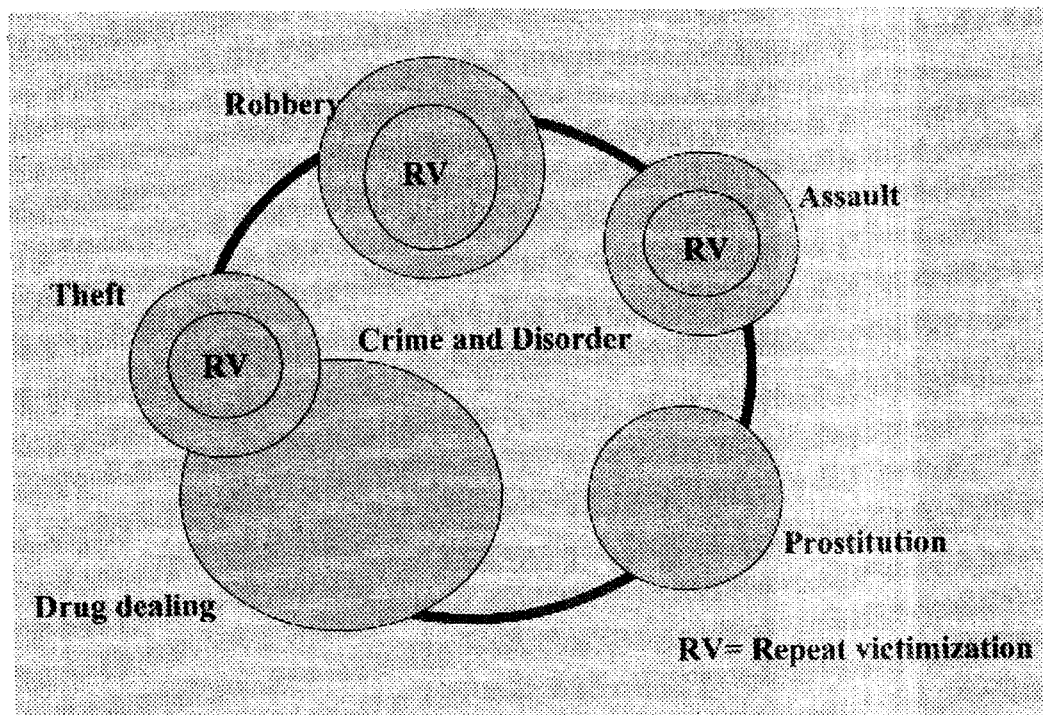 Robbery
RV
Assault
RV
Theft
RV
Crime and Disorder
Prostitution
Drug dealing
RV= Repeat victimization